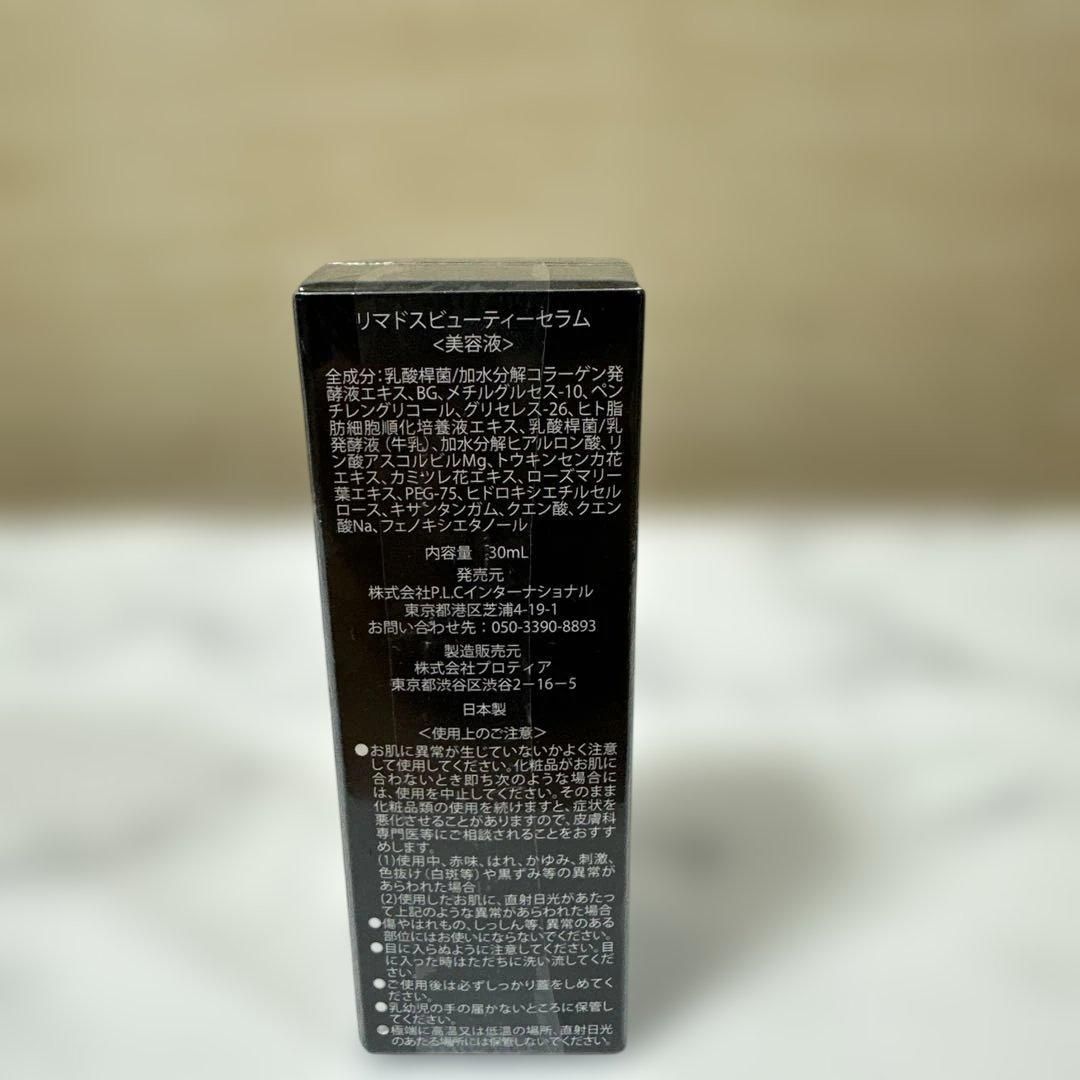 リマドスビューティーセラム
<美容液>
全成分:乳酸桿菌/加水分解コラーゲン発
酵液エキス、BG、メチルグルセス-10、ペン
チレングリコール、グリセレス-26、ヒト脂
肪細胞順化培養液エキス、乳酸桿菌/乳
発酵液（牛乳）、加水分解ヒアルロン酸、リ
ン酸アスコルビルMg、トウキンセンカ花
エキス、カミツレ花エキス、ローズマリー
葉エキス、PEG-75、ヒドロキシエチルセル
ロース、キサンタンガム、クエン酸、クエン
酸Na、フェノキシエタノール
内容量　30mL
発売元
株式会社P.L.Cインターナショナル
東京都港区芝浦4-19-1
お問い合わせ先：050-3390-8893
製造販売元
株式会社プロティア
東京都渋谷区渋谷2－16－5
日本製
<使用上のご注意>
●お肌に異常が生じていないかよく注意
して使用してください。化粧品がお肌に
合わないとき即ち次のような場合に
は、使用を中止してください。そのまま
化粧品類の使用を続けますと、症状を
悪化させることがありますので、皮膚科
専門医等にご相談されることをおすす
めします。
(1)使用中、赤味、はれ、かゆみ、刺激、
色抜け(白斑等)や黒ずみ等の異常が
あらわれた場合
(2)使用したお肌に、直射日光があたっ
て上記のような異常があらわれた場合
●傷やはれもの、しっしん等、異常のある
部位にはお使いにならないでください。
●目に入らぬように注意してください。目
に入った時はただちに洗い流してくだ
さい。
●ご使用後は必ずしっかり蓋をしめてく
ださい。
●乳幼児の手の届かないところに保管し
てください。
●極端に高温又は低温の場所、直射日光
のあたる場所には保管しないでください。